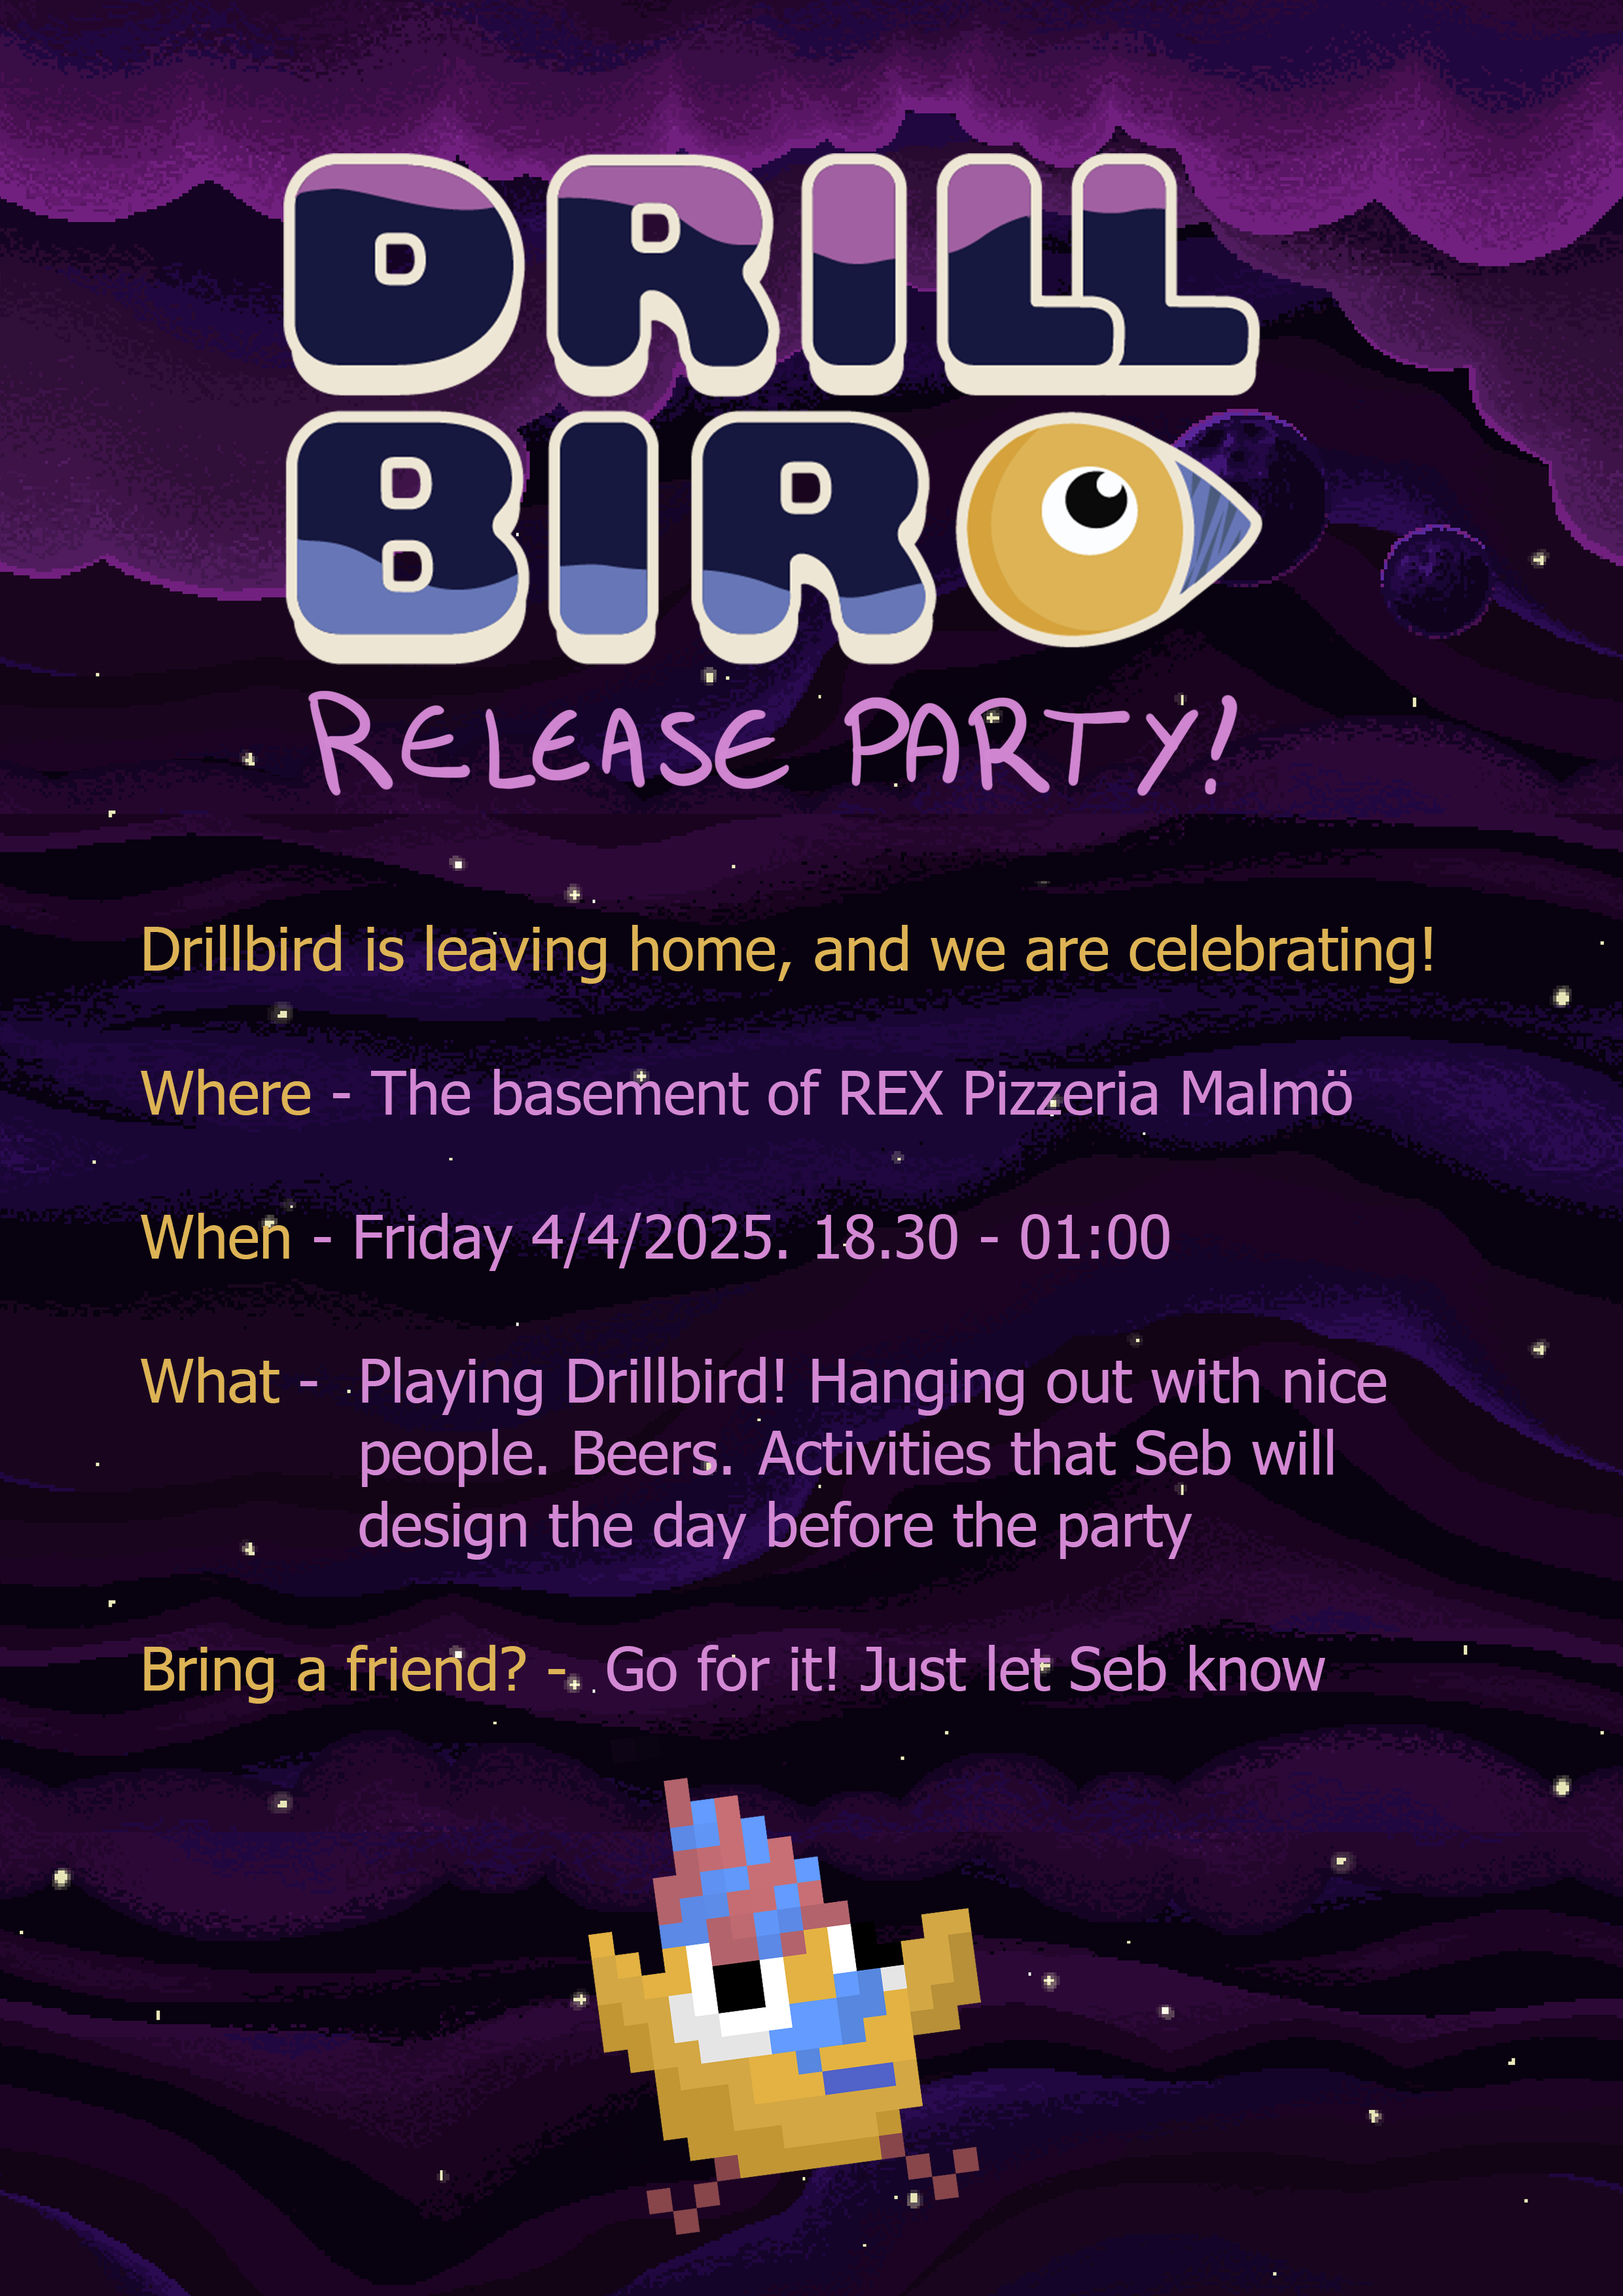 DRILL
BIRD
RELEASE PARTY!
Drillbird is leaving home, and we are celebrating!
Where - The basement of REX Pizzeria Malmö
When - Friday 4/4/2025. 18.30 - 01:00
What - Playing Drillbird! Hanging out with nice
people. Beers. Activities that Seb will
design the day before the party
Bring a friend? - Go for it! Just let Seb know